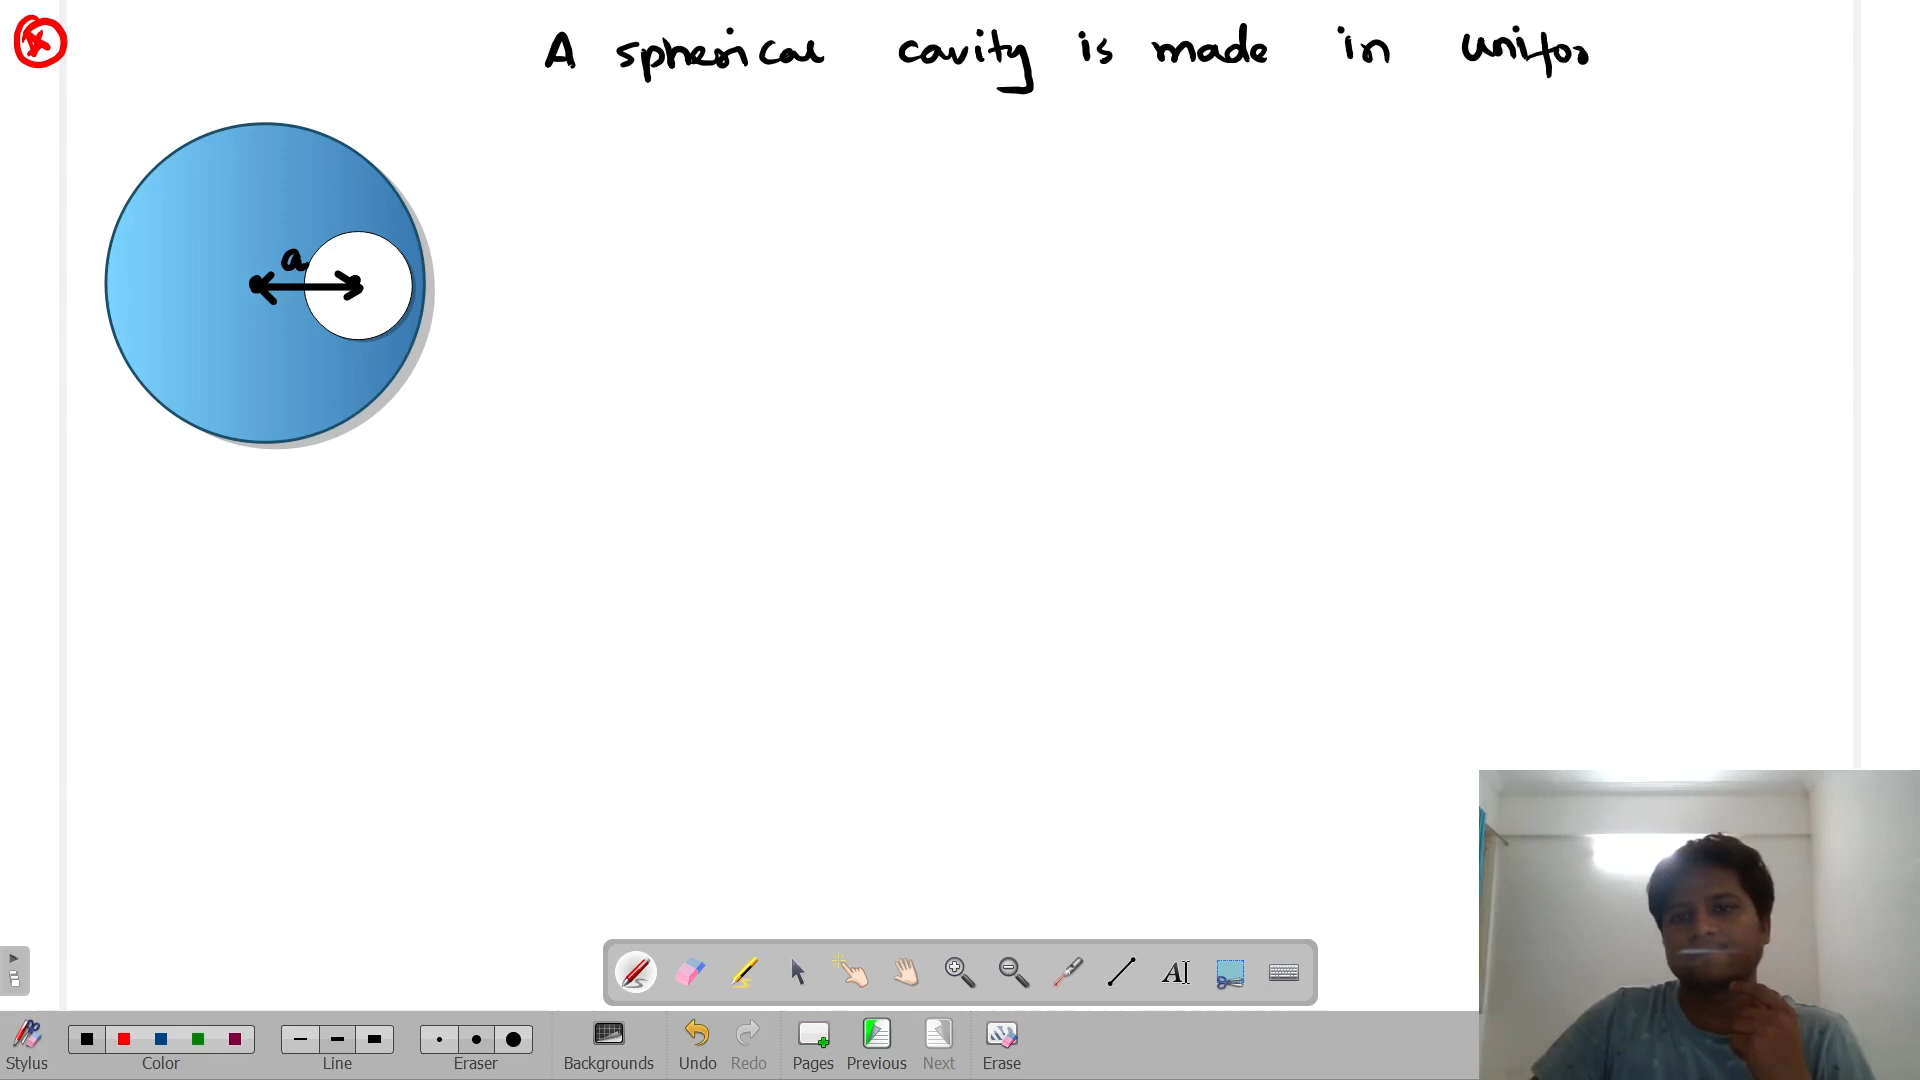 A spherical cavity is made in unifor
a
Stylus
Color
Line
Eraser
Backgrounds
Undo
Redo
Pages
Previous
Next
Erase